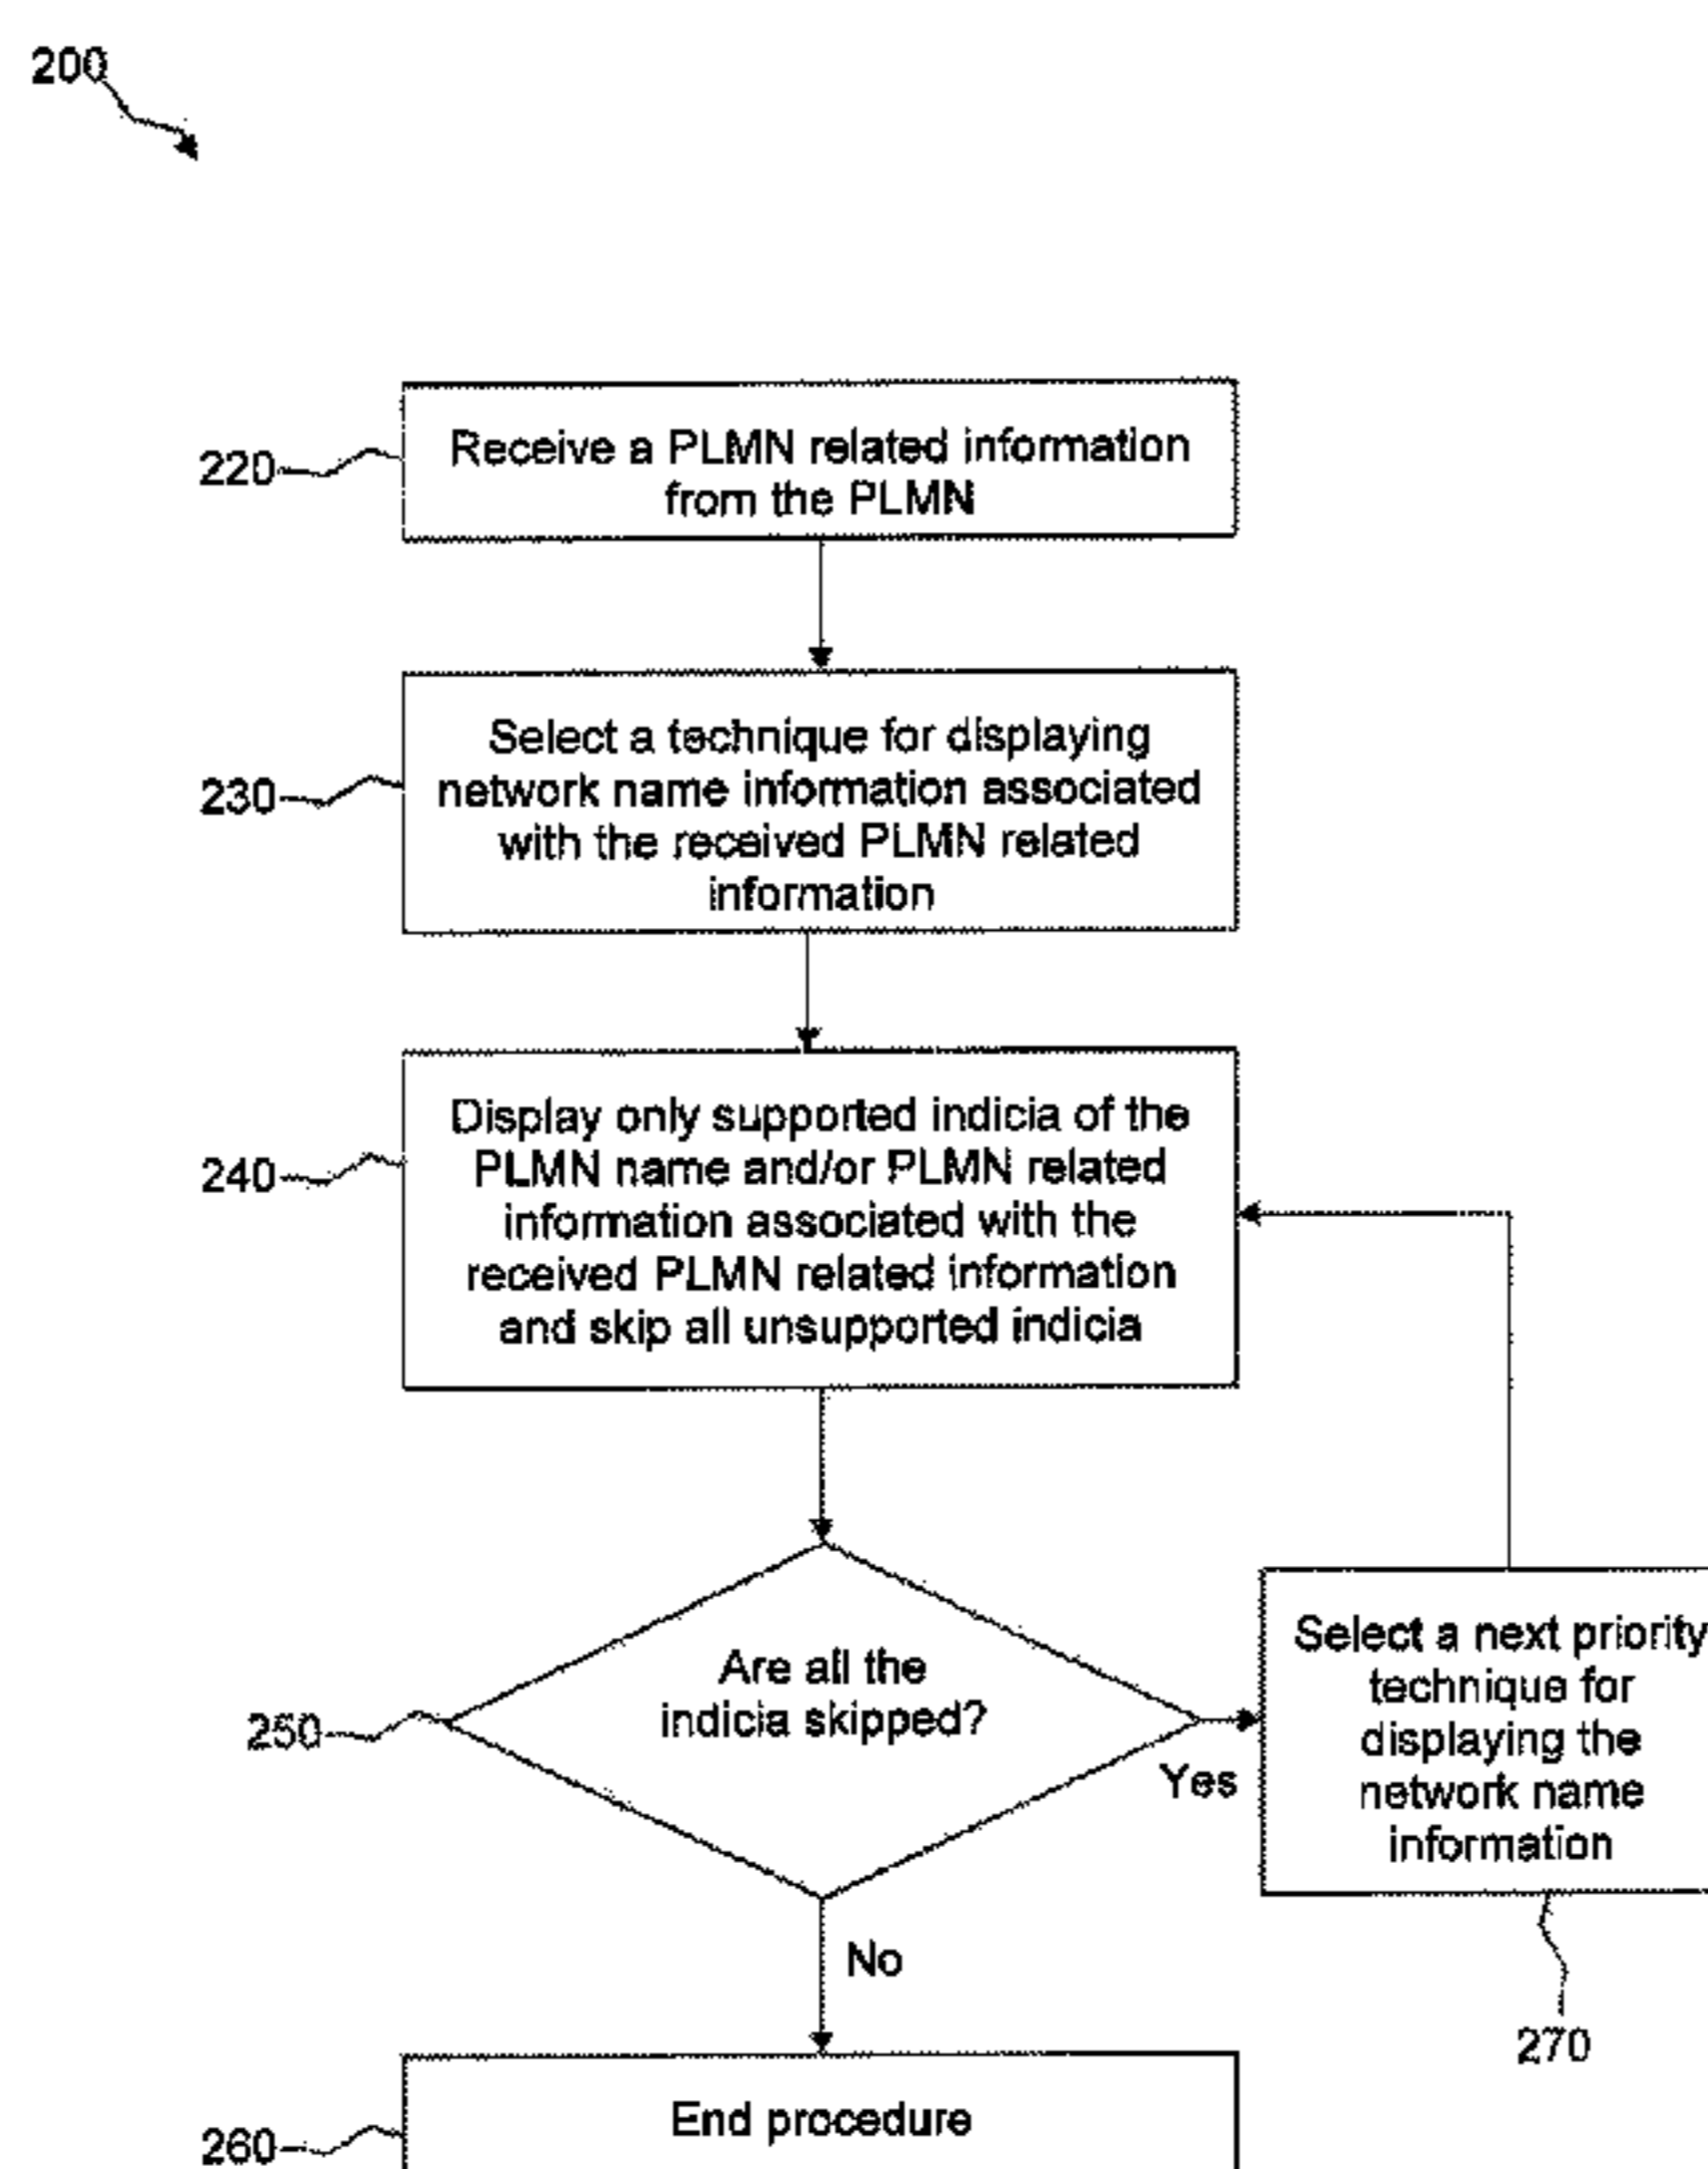 200
220
Receive a PLMN related information
from the PLMN
230
Select a technique for displaying
network name information associated
with the received PLMN related
information
240
Display only supported indicia of the
PLMN name and/or PLMN related
information associated with the
received PLMN related information
and skip all unsupported indicia
250
Are all the
indicia skipped?
Yes
Select a next priority
technique for
displaying the
network name
information
270
No
260
End procedure